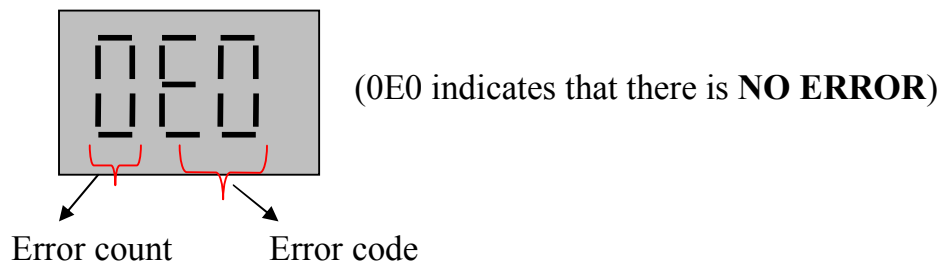 0E0
(0E0 indicates that there is NO ERROR)
Error count
Error code